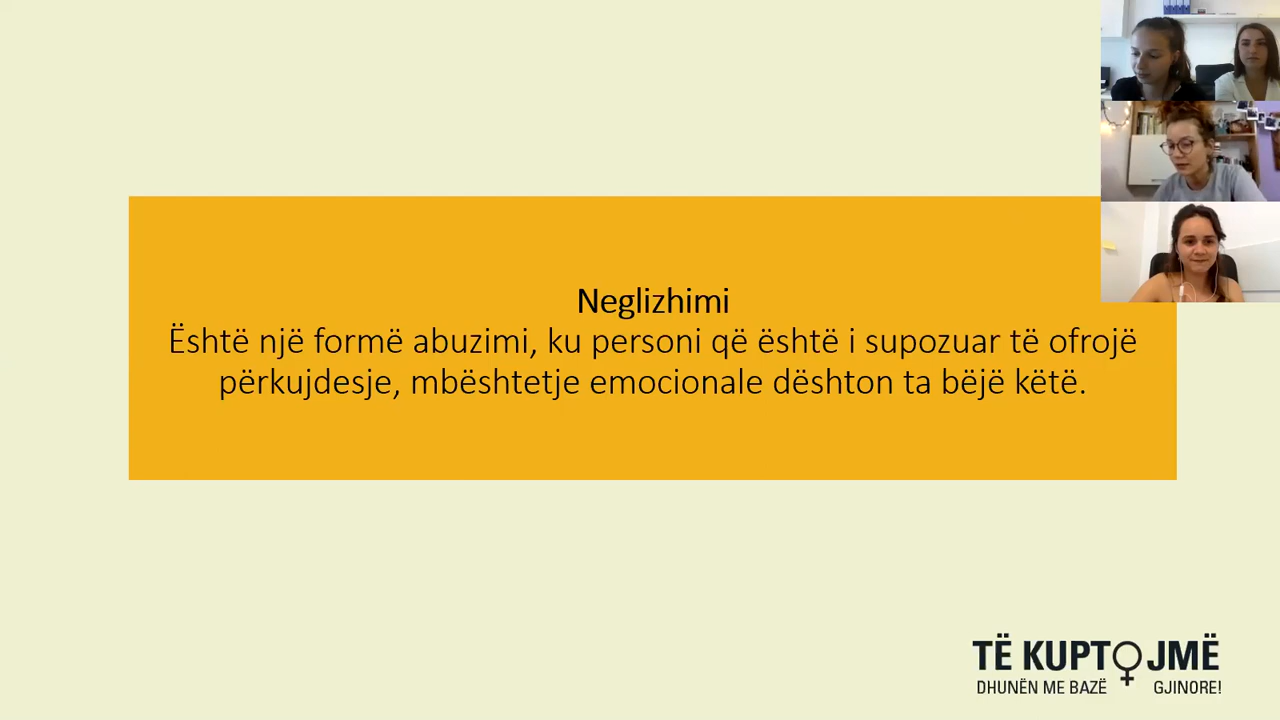 Neglizhimi
Është një formë abuzimi, ku personi që është i supozuar të ofrojë
përkujdesje, mbështetje emocionale dështon ta bëjë këtë.
TË KUPTOJMË
DHUNËN ME BAZË GJINORE!